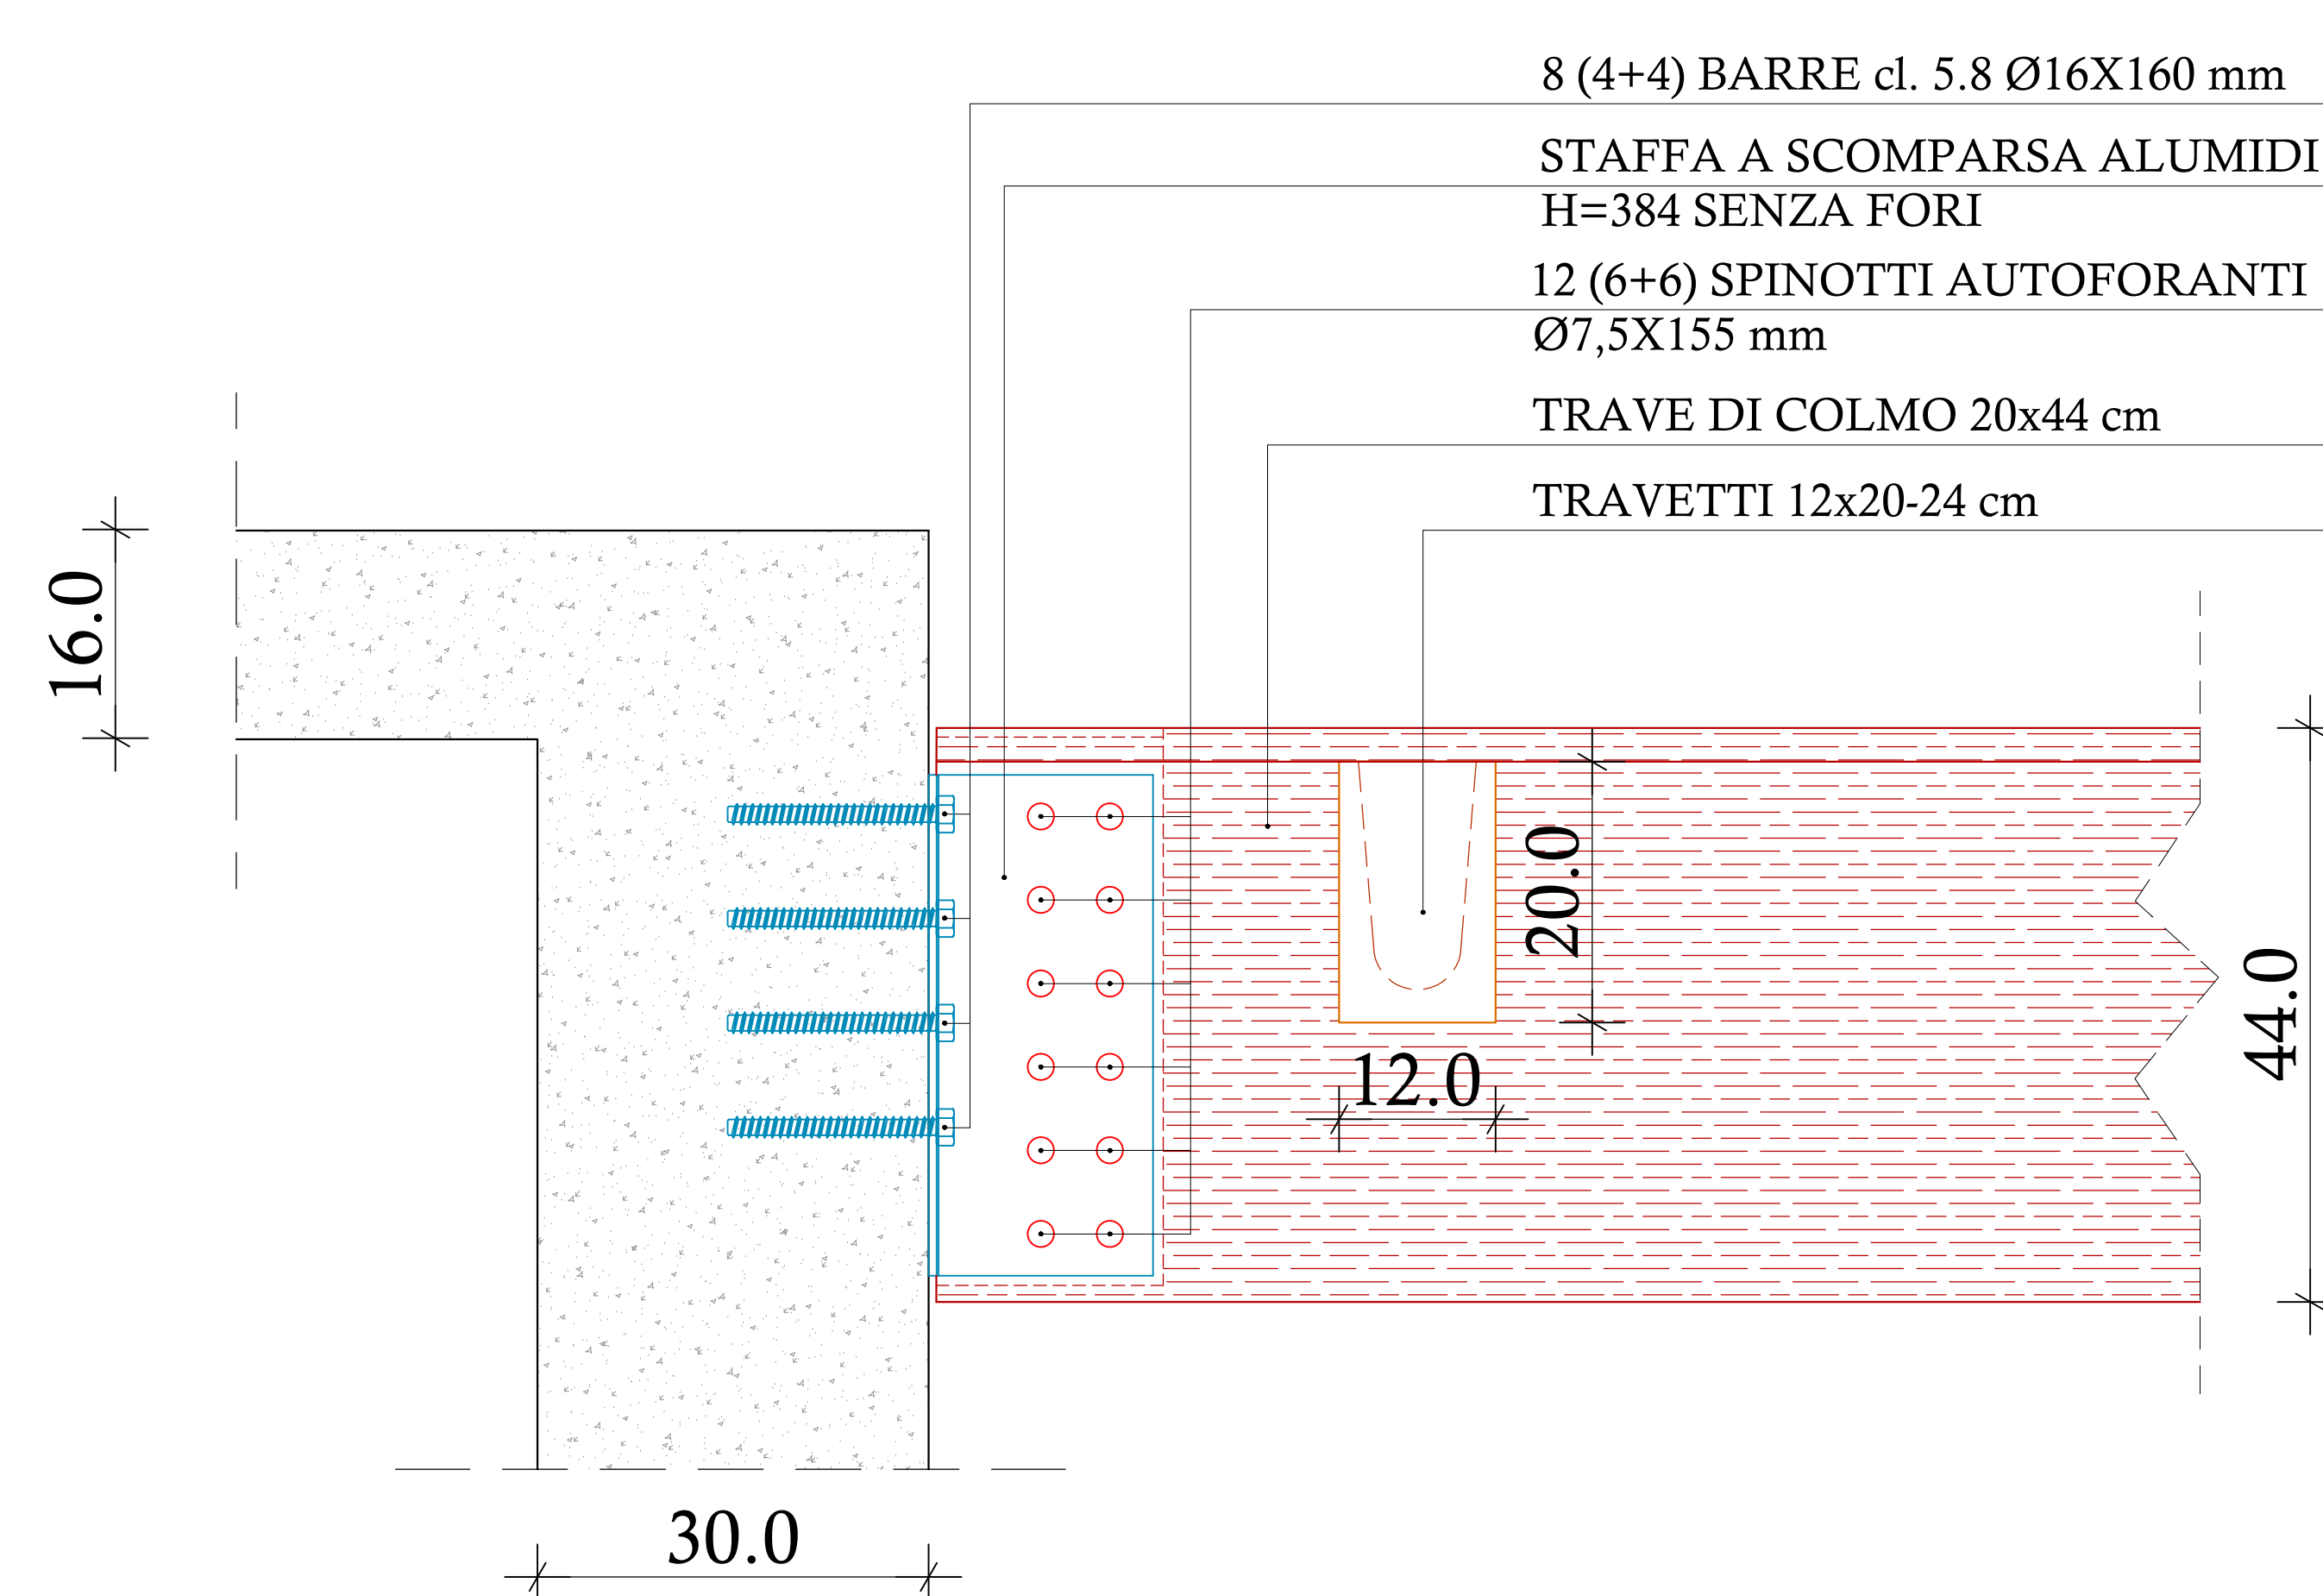 8 (4+4) BARRE cl. 5.8 Ø16X160 mm
STAFFA A SCOMPARSA ALUMIDI
H=384 SENZA FORI
12 (6+6) SPINOTTI AUTOFORANTI
Ø7,5X155 mm
TRAVE DI COLMO 20x44 cm
TRAVETTI 12x20-24 cm
16.0
20.0
44.0
12.0
30.0